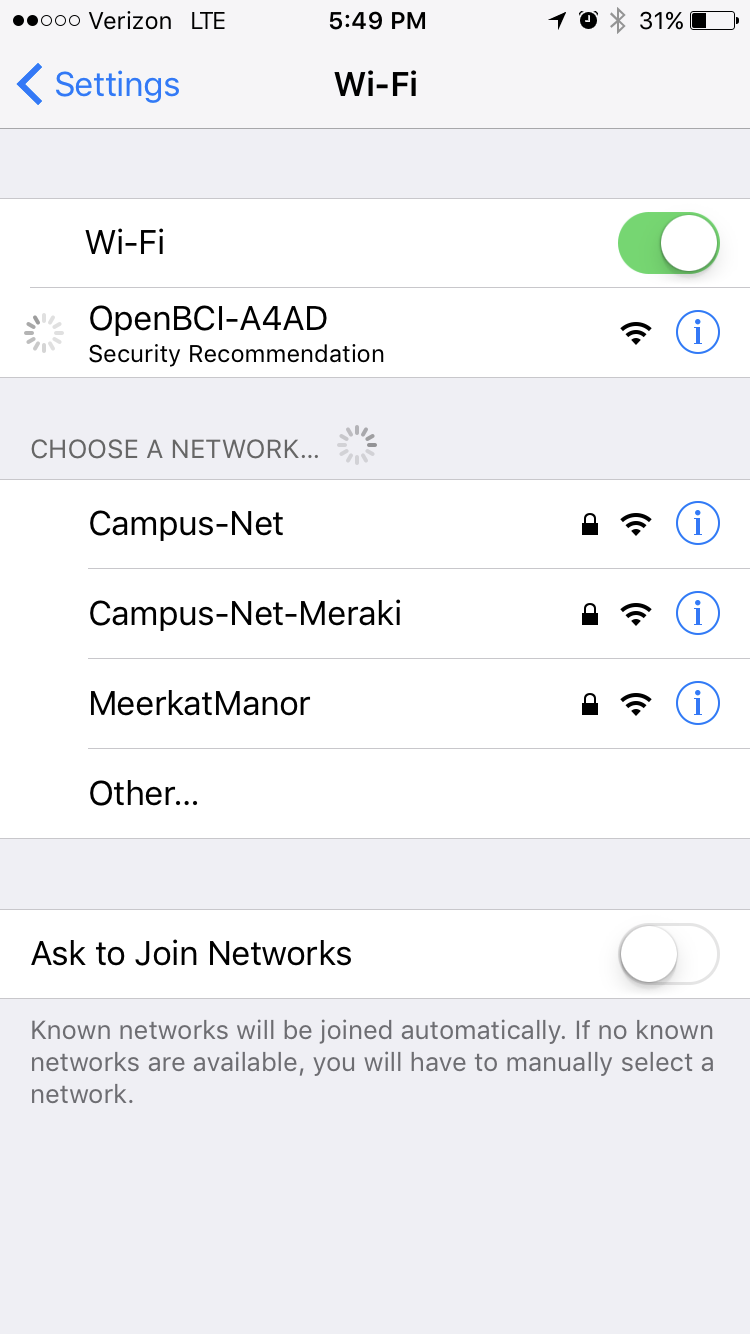 Verizon LTE 5:49 PM 31%
Settings Wi-Fi
Wi-Fi
OpenBCI-A4AD
Security Recommendation
CHOOSE A NETWORK...
Campus-Net
Campus-Net-Meraki
MeerkatManor
Other...
Ask to Join Networks
Known networks will be joined automatically. If no known
networks are available, you will have to manually select a
network.